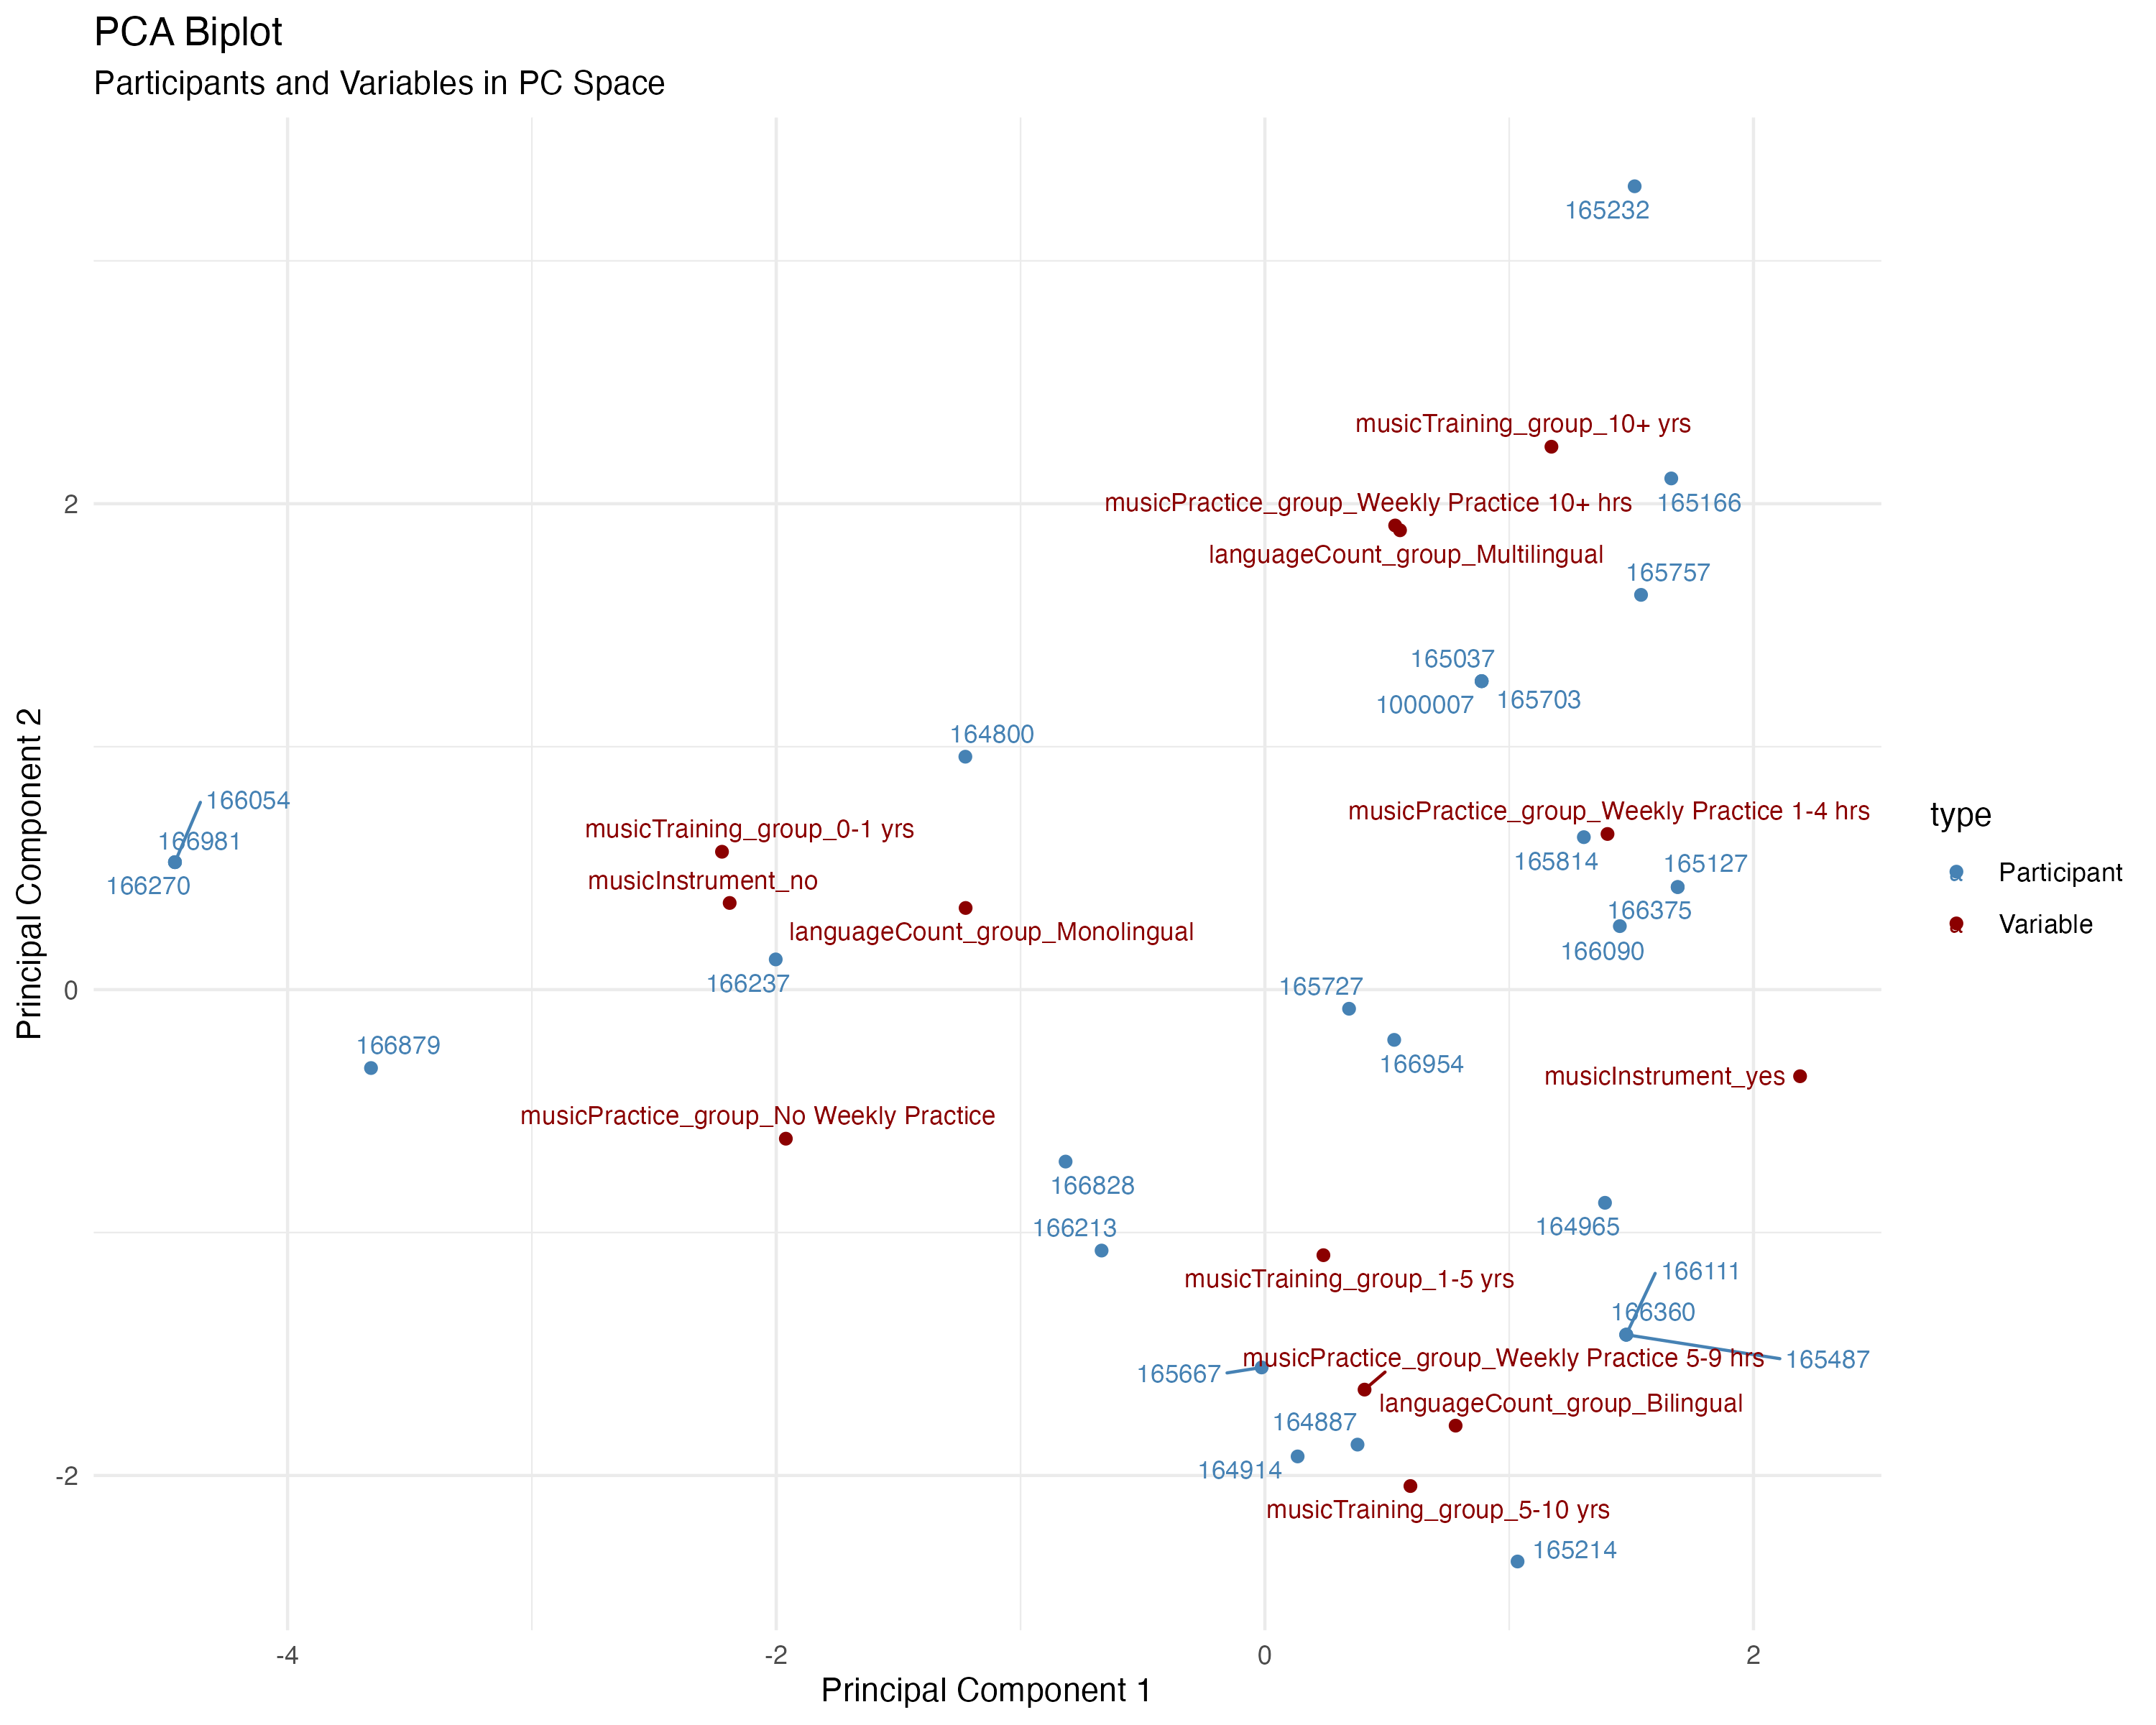 PCA Biplot
Participants and Variables in PC Space
165232
musicTraining_group_10+ yrs
165166
2
musicPractice_group_Weekly Practice 10+ hrs
languageCount_group_Multilingual
165757
165037
165703
1000007
164800
166054
musicPractice_group_Weekly Practice 1-4 hrs
type
musicTraining_group_0-1 yrs
166981
165814
165127
Participant
musicInstrument_no
166270
166375
Variable
languageCount_group_Monolingual
166090
166237
165727
0
Principal Component 2
166879
166954
musicInstrument_yes
musicPractice_group_No Weekly Practice
166828
166213
164965
musicTraining_group_1-5 yrs
166111
166360
musicPractice_group_Weekly Practice 5-9 hrs
165487
165667
languageCount_group_Bilingual
164887
164914
-2
musicTraining_group_5-10 yrs
165214
-4
-2
0
2
Principal Component 1